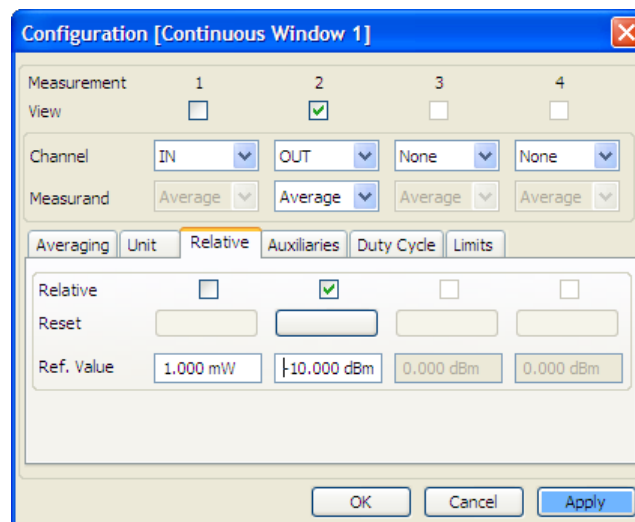 Configuration [Continuous Window 1]
Measurement 1 2 3 4
View
Channel IN OUT None None
Measurand Average Average Average Average
Averaging Unit Relative Auxiliaries Duty Cycle Limits
Relative
Reset
Ref. Value 1.000 mW -10.000 dBm 0.000 dBm 0.000 dBm
OK Cancel Apply